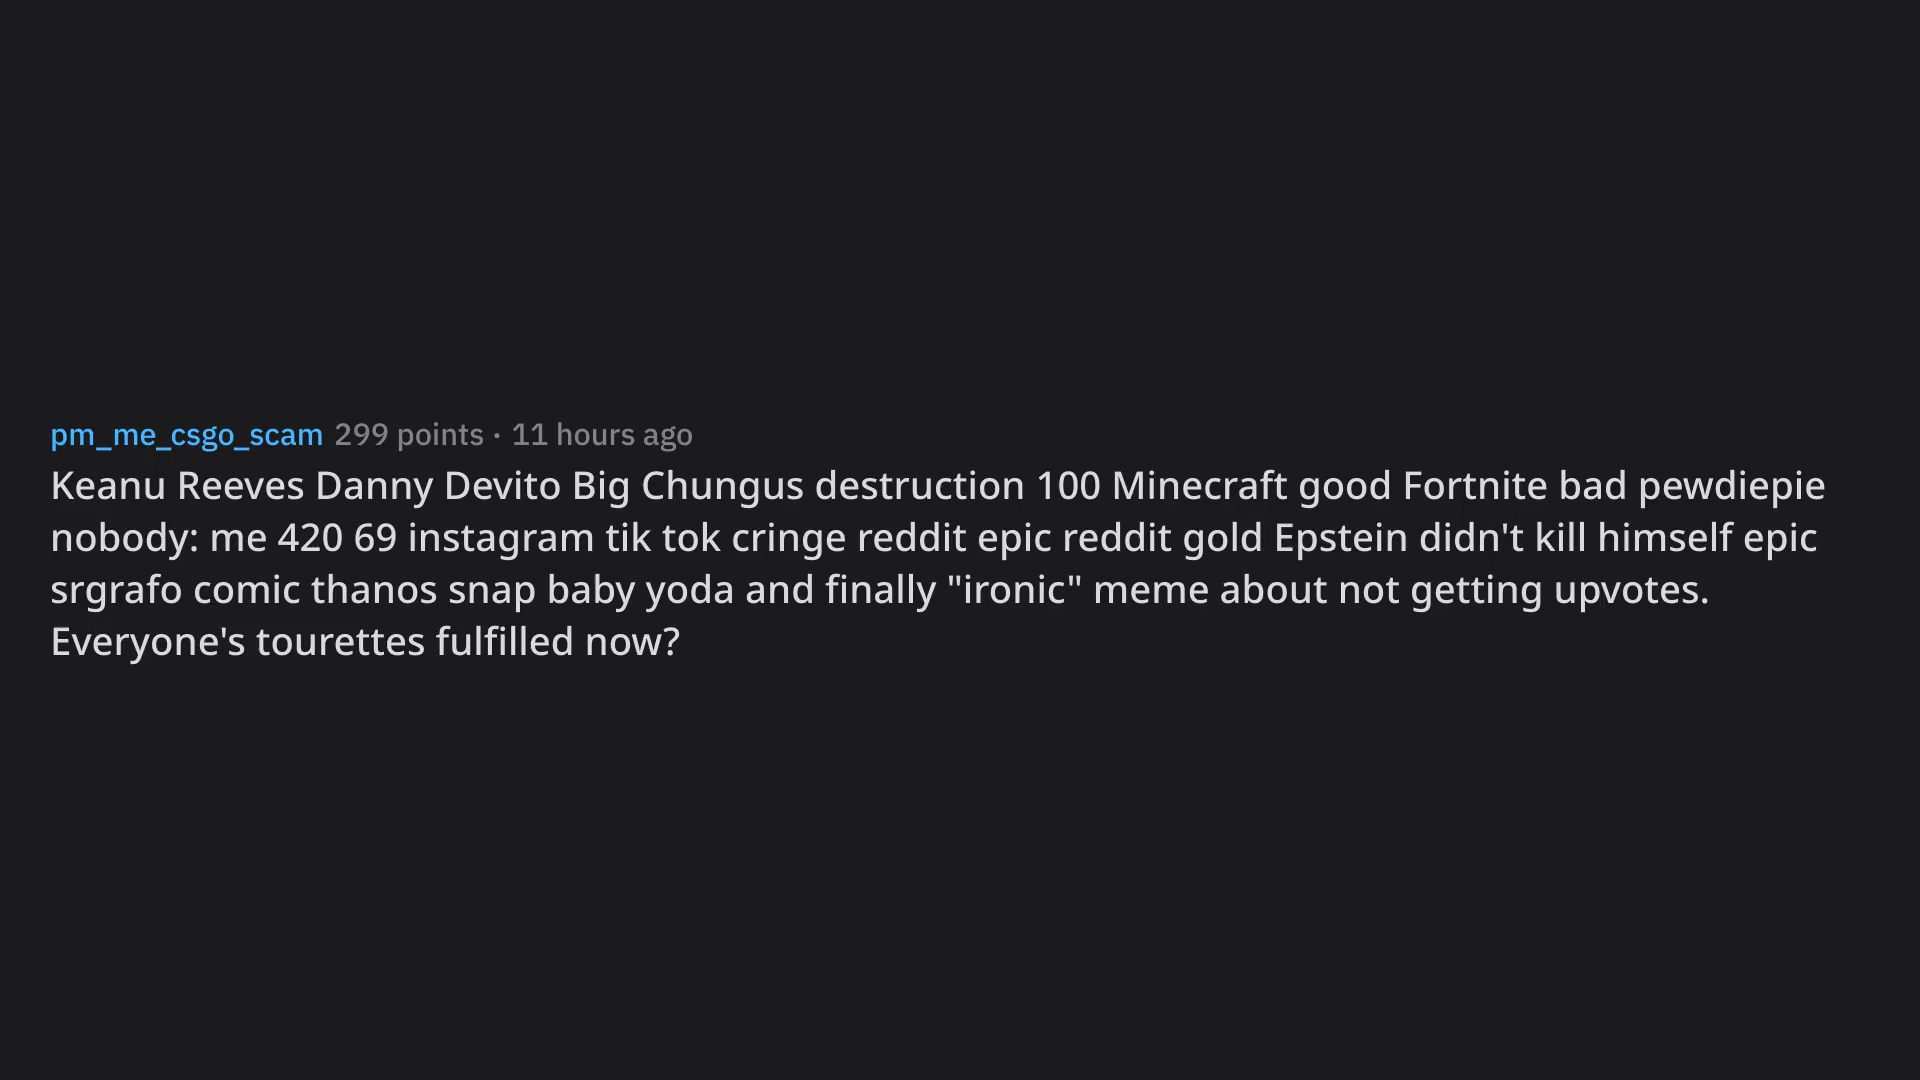 pm_me_csgo_scam 299 points · 11 hours ago
Keanu Reeves Danny Devito Big Chungus destruction 100 Minecraft good Fortnite bad pewdiepie
nobody: me 420 69 instagram tik tok cringe reddit epic reddit gold Epstein didn't kill himself epic
srgrafo comic thanos snap baby yoda and finally "ironic" meme about not getting upvotes.
Everyone's tourettes fulfilled now?